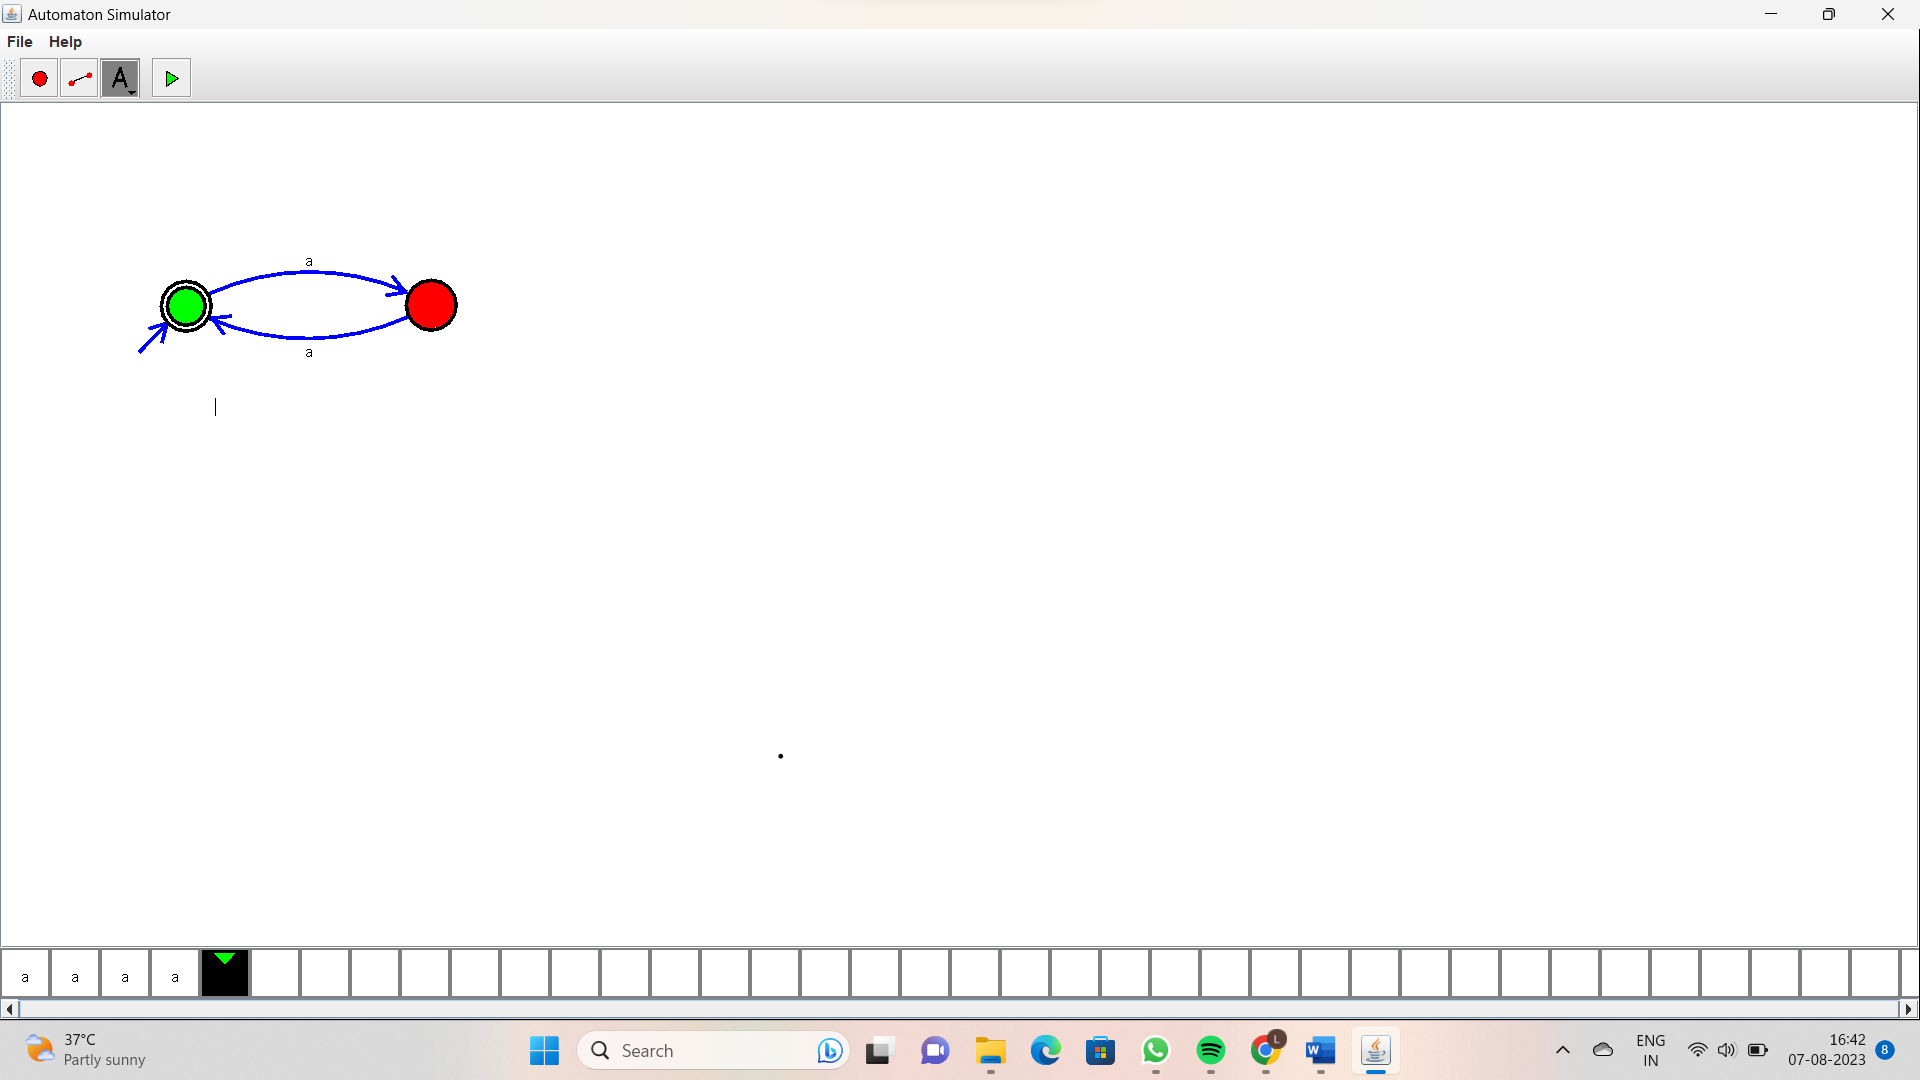 Automaton Simulator
File Help
A
a
a
a a a a
37°C
Partly sunny
Search
L
W
ENG
IN
16:42
07-08-2023
8